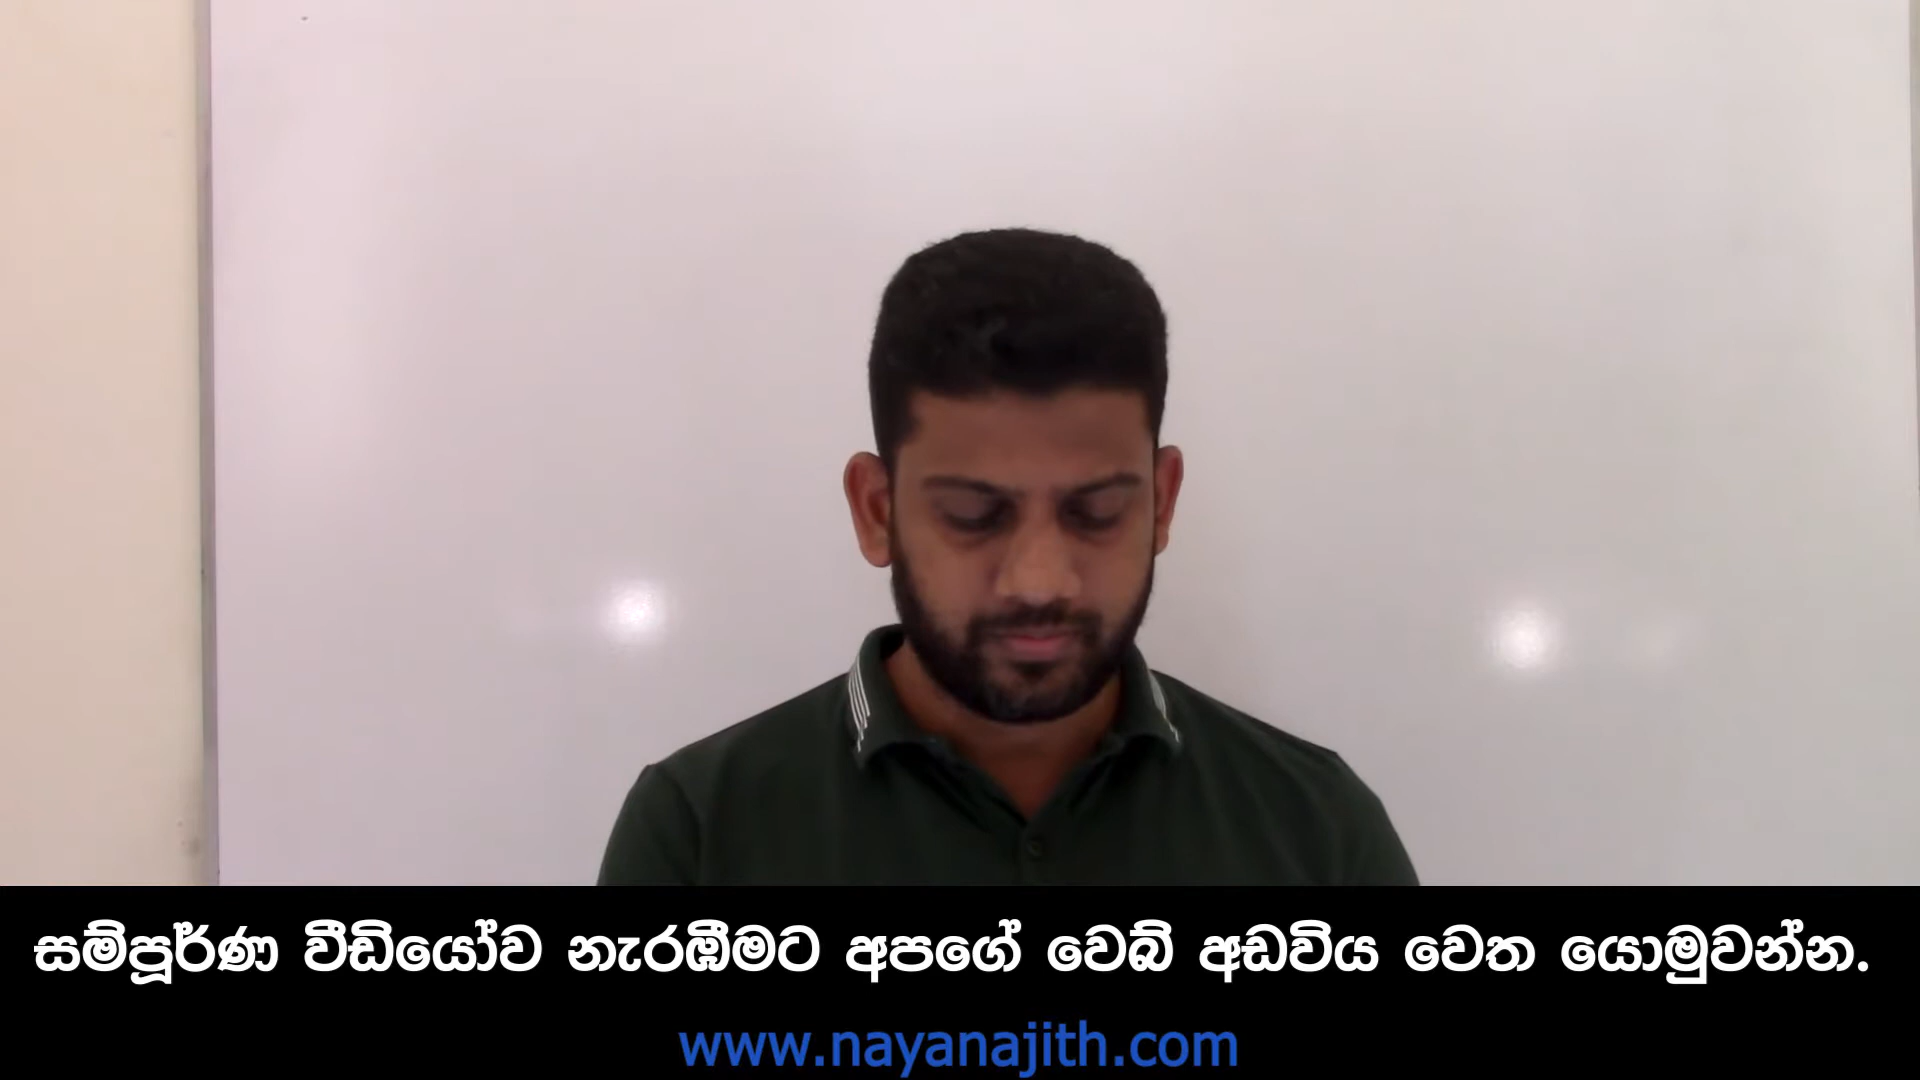 සම්පූර්ණ වීඩියෝව නැරඹීමට අපගේ වෙබ් අඩවිය වෙත යොමුවන්න.
www.nayanajith.com